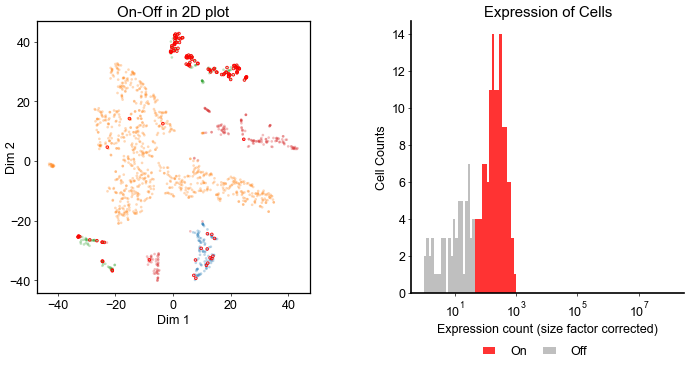 On-Off in 2D plot
40
20
0
−20
−40
Dim 2
−40 −20 0 20 40
Dim 1
Expression of Cells
14
12
10
8
6
4
2
0
Cell Counts
10^1 10^3 10^5 10^7
Expression count (size factor corrected)
On Off